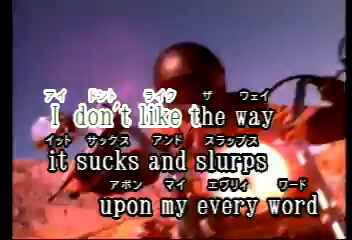 アイ ドント ライク ザ ウェイ
I don't like the way
イット サックス アンド スラップス
it sucks and slurps
アポン マイ エヴリィ ワード
upon my every word